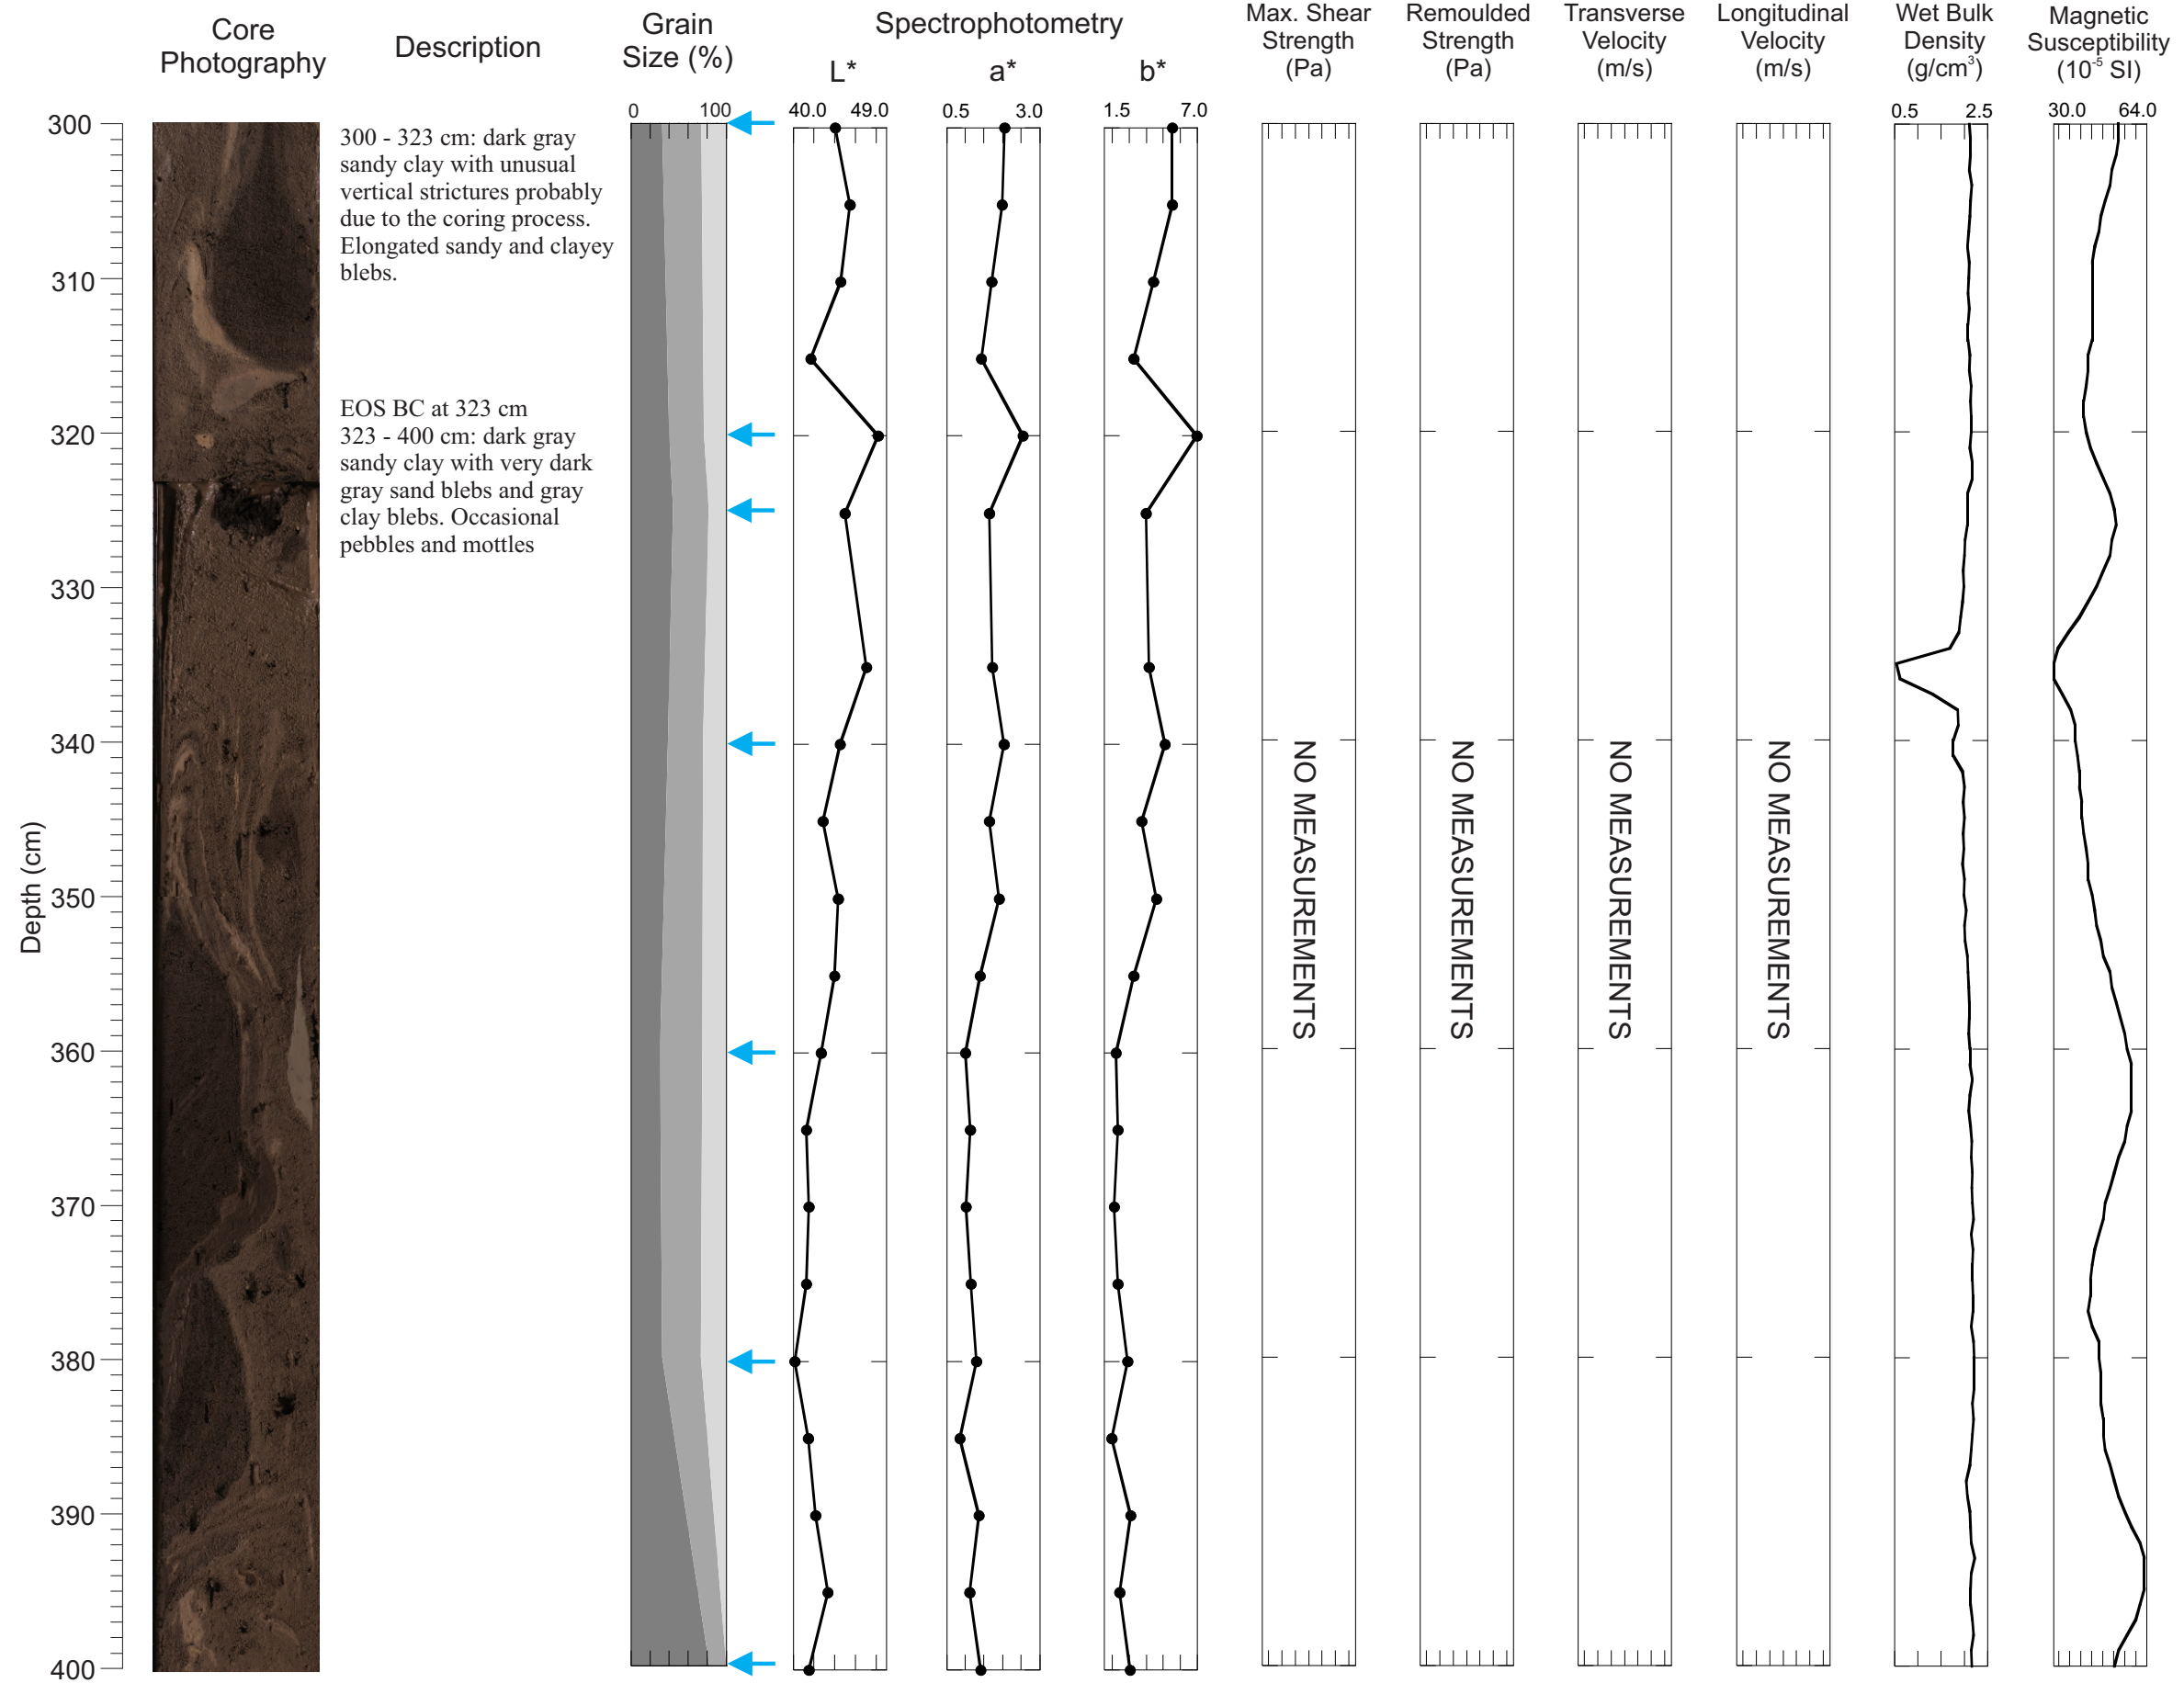 Core
Photography
Description
Grain
Size (%)
Spectrophotometry
L*
a*
b*
Max. Shear
Strength
(Pa)
Remoulded
Strength
(Pa)
Transverse
Velocity
(m/s)
Longitudinal
Velocity
(m/s)
Wet Bulk
Density
(g/cm³)
Magnetic
Susceptibility
(10⁻⁵ SI)
0 100
40.0 49.0
0.5 3.0
1.5 7.0
0.5 2.5
30.0 64.0
300
310
320
330
340
350
360
370
380
390
400
Depth (cm)
300 - 323 cm: dark gray
sandy clay with unusual
vertical strictures probably
due to the coring process.
Elongated sandy and clayey
blebs.
EOS BC at 323 cm
323 - 400 cm: dark gray
sandy clay with very dark
gray sand blebs and gray
clay blebs. Occasional
pebbles and mottles
NO MEASUREMENTS
NO MEASUREMENTS
NO MEASUREMENTS
NO MEASUREMENTS